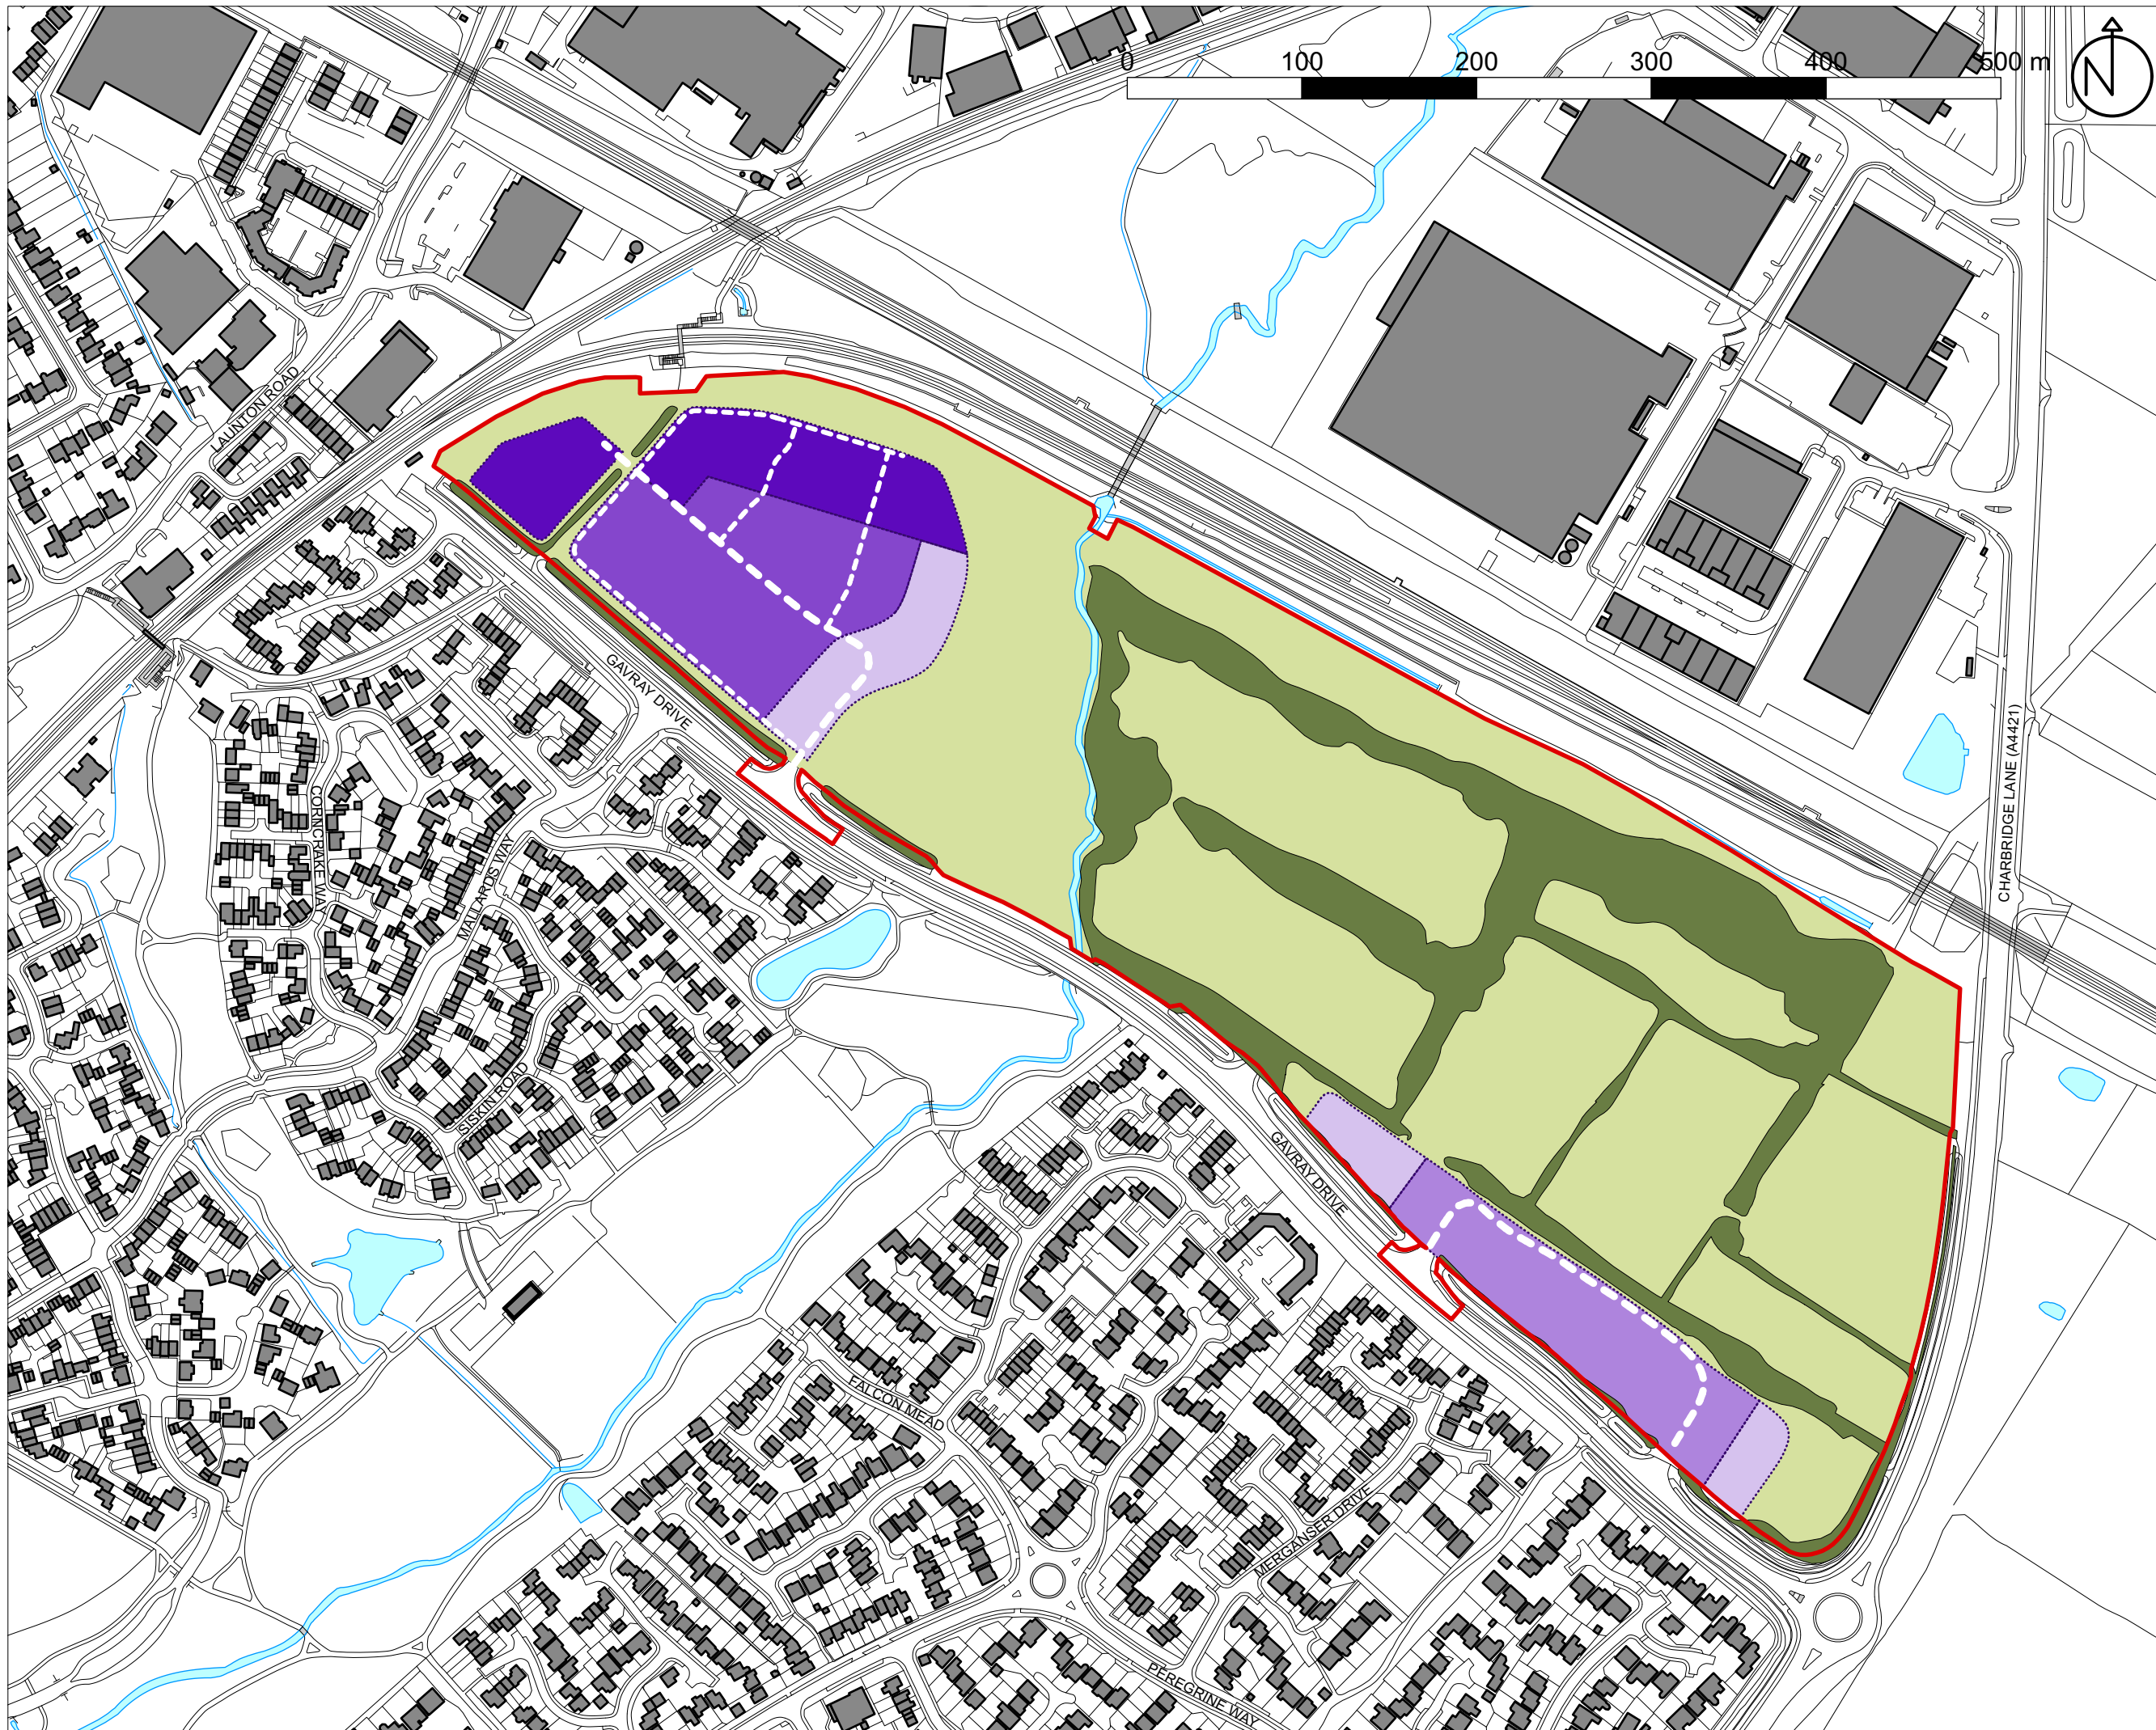 0 100 200 300 400 500 m
N
LAUNTON ROAD
GAVRAY DRIVE
CHARBRIDGE LANE (A4421)
CORNCRAKE WAY
MALLARDS WAY
SISKIN ROAD
GAVRAY DRIVE
FALCON MEAD
MERGANSER DRIVE
PEREGRINE WAY